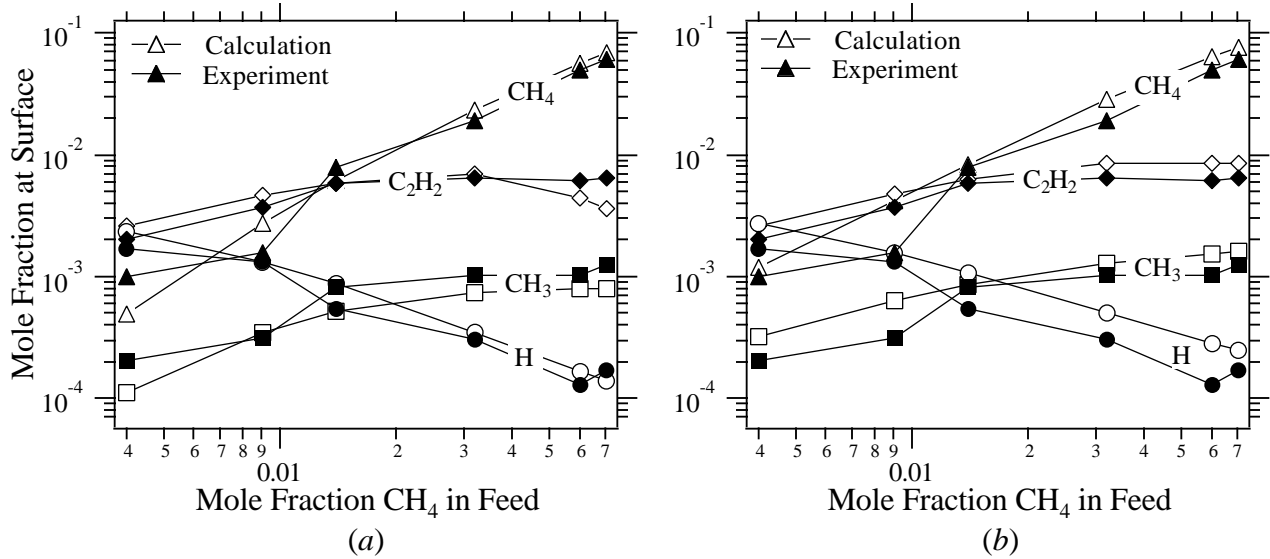 Mole Fraction at Surface
10⁻¹
10⁻²
10⁻³
10⁻⁴
Calculation
Experiment
CH₄
C₂H₂
CH₃
H
4 5 6 7 8 9 2 3 4 5 6 7
0.01
Mole Fraction CH₄ in Feed
(a)
10⁻¹
10⁻²
10⁻³
10⁻⁴
Calculation
Experiment
CH₄
C₂H₂
CH₃
H
4 5 6 7 8 9 2 3 4 5 6 7
0.01
Mole Fraction CH₄ in Feed
(b)